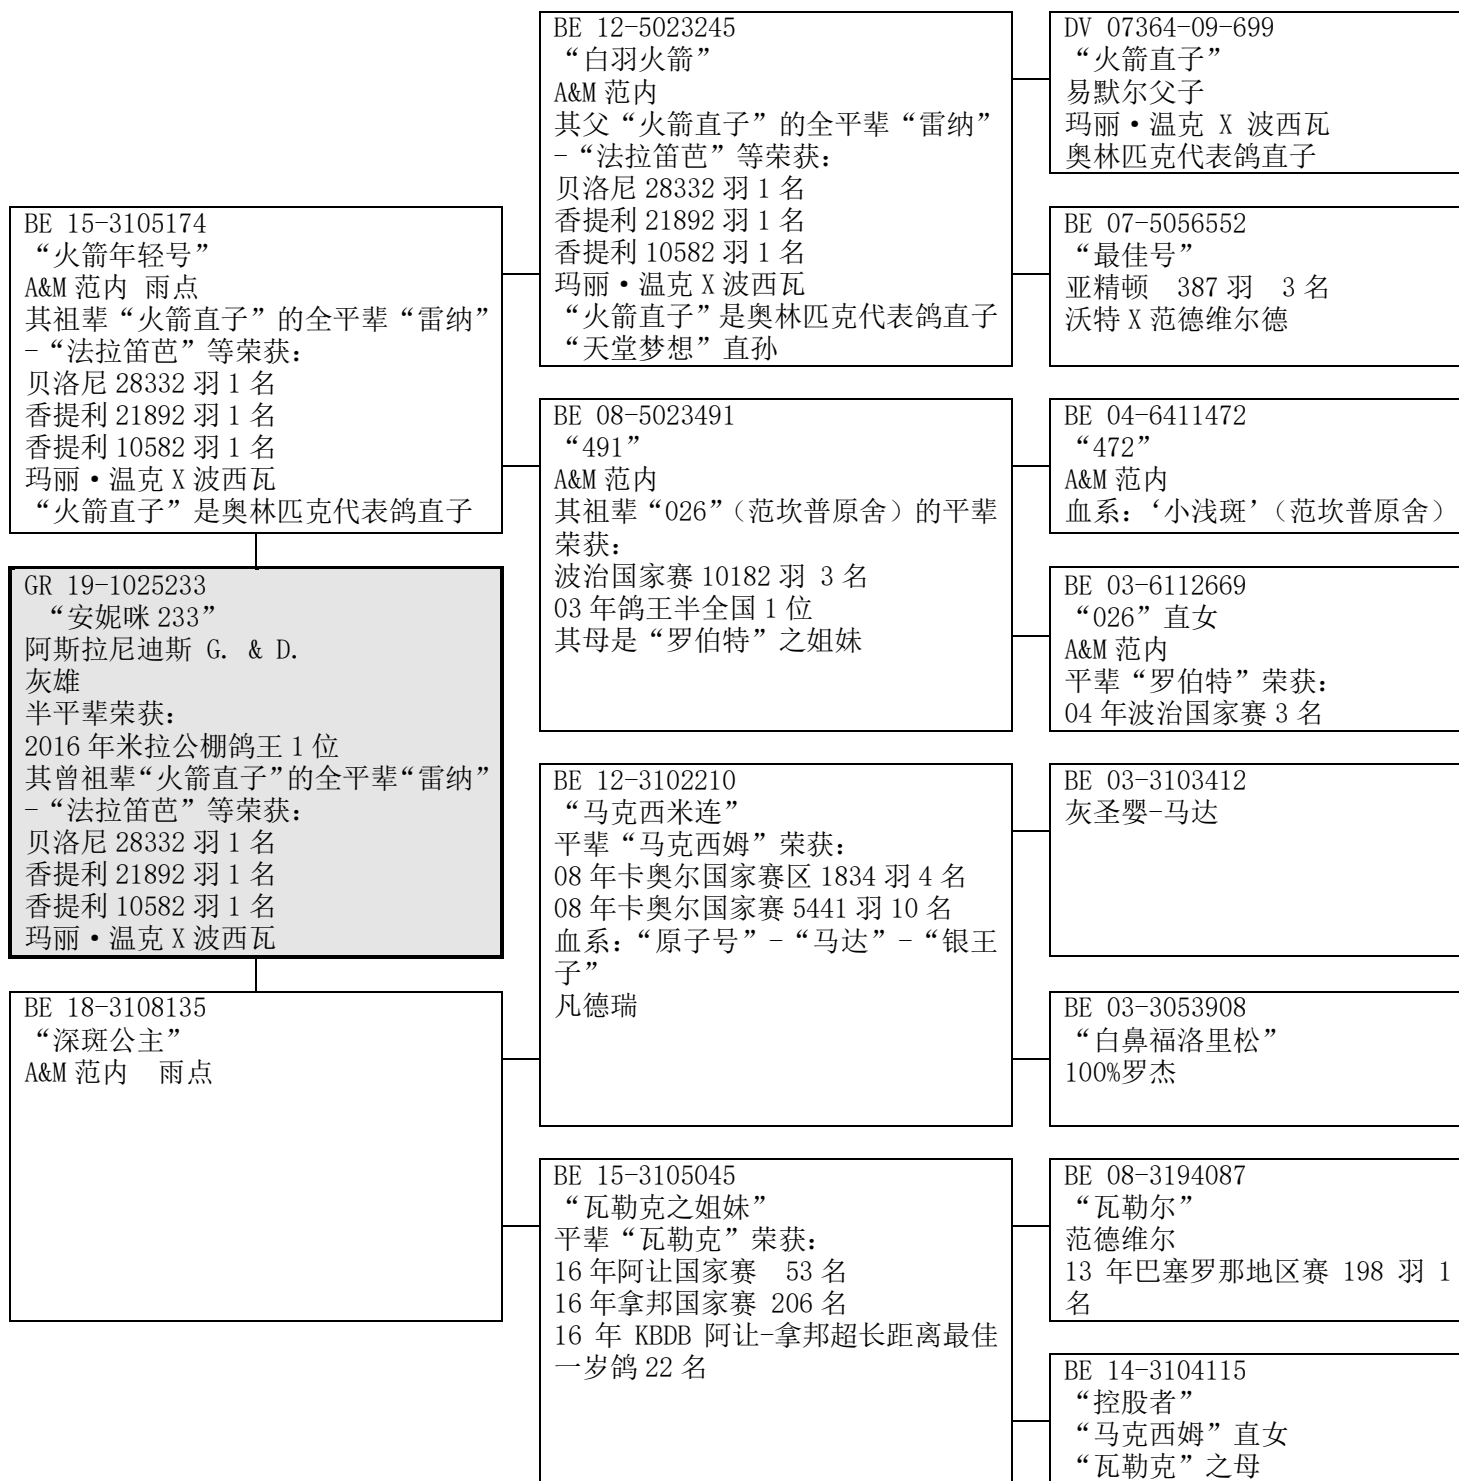 BE 15-3105174
“火箭年轻号”
A&M 范内 雨点
其祖辈“火箭直子”的全平辈“雷纳”
-“法拉笛芭”等荣获：
贝洛尼 28332 羽 1 名
香提利 21892 羽 1 名
香提利 10582 羽 1 名
玛丽·温克 X 波西瓦
“火箭直子”是奥林匹克代表鸽直子
GR 19-1025233
“安妮咪 233”
阿斯拉尼迪斯 G. & D.
灰雄
半平辈荣获：
2016 年米拉公棚鸽王 1 位
其曾祖辈“火箭直子”的全平辈“雷纳”
-“法拉笛芭”等荣获：
贝洛尼 28332 羽 1 名
香提利 21892 羽 1 名
香提利 10582 羽 1 名
玛丽·温克 X 波西瓦
BE 18-3108135
“深斑公主”
A&M 范内 雨点
BE 12-5023245
“白羽火箭”
A&M 范内
其父“火箭直子”的全平辈“雷纳”
-“法拉笛芭”等荣获：
贝洛尼 28332 羽 1 名
香提利 21892 羽 1 名
香提利 10582 羽 1 名
玛丽·温克 X 波西瓦
“火箭直子”是奥林匹克代表鸽直子
“天堂梦想”直孙
BE 08-5023491
“491”
A&M 范内
其祖辈“026”（范坎普原舍）的平辈
荣获：
波治国家赛 10182 羽 3 名
03 年鸽王半全国 1 位
其母是“罗伯特”之姐妹
BE 12-3102210
“马克西米连”
平辈“马克西姆”荣获：
08 年卡奥尔国家赛区 1834 羽 4 名
08 年卡奥尔国家赛 5441 羽 10 名
血系：“原子号”-“马达”-“银王
子”
凡德瑞
BE 15-3105045
“瓦勒克之姐妹”
平辈“瓦勒克”荣获：
16 年阿让国家赛 53 名
16 年拿邦国家赛 206 名
16 年 KBDB 阿让-拿邦超长距离最佳
一岁鸽 22 名
DV 07364-09-699
“火箭直子”
易默尔父子
玛丽·温克 X 波西瓦
奥林匹克代表鸽直子
BE 07-5056552
“最佳号”
亚精顿 387 羽 3 名
沃特 X 范德维尔德
BE 04-6411472
“472”
A&M 范内
血系：‘小浅斑’（范坎普原舍）
BE 03-6112669
“026”直女
A&M 范内
平辈“罗伯特”荣获：
04 年波治国家赛 3 名
BE 03-3103412
灰圣婴-马达
BE 03-3053908
“白鼻福洛里松”
100%罗杰
BE 08-3194087
“瓦勒尔”
范德维尔
13 年巴塞罗那地区赛 198 羽 1
名
BE 14-3104115
“控股者”
“马克西姆”直女
“瓦勒克”之母